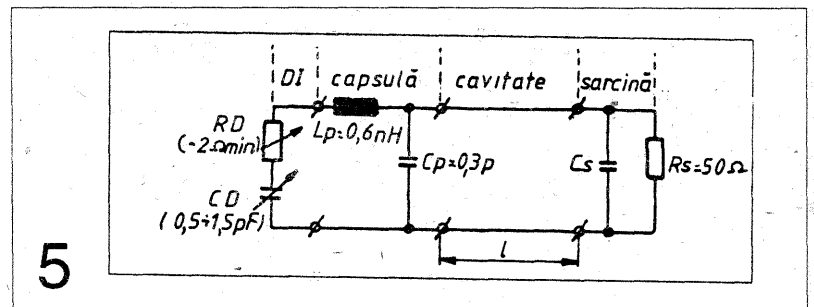 DI capsulă cavitate sarcină
RD
(-2Ωmin)
Lp=0,6nH
CD
(0,5÷1,5pF)
Cp=0,3p
Cs
Rs=50Ω
l
5